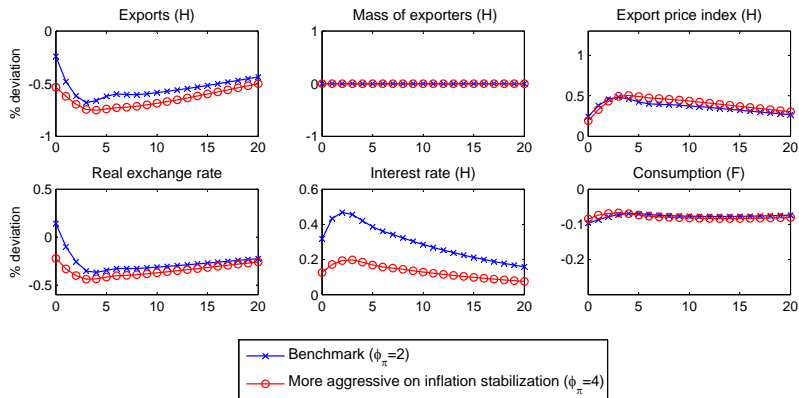 Exports (H)
Mass of exporters (H)
Export price index (H)
% deviation
0
-0.5
-1
0 5 10 15 20
1
0
-1
0 5 10 15 20
1
0.5
0
0 5 10 15 20
Real exchange rate
Interest rate (H)
Consumption (F)
% deviation
0.5
0
-0.5
0 5 10 15 20
0.6
0.4
0.2
0
0 5 10 15 20
0
-0.1
-0.2
0 5 10 15 20
Benchmark (ϕπ=2)
More aggressive on inflation stabilization (ϕπ=4)